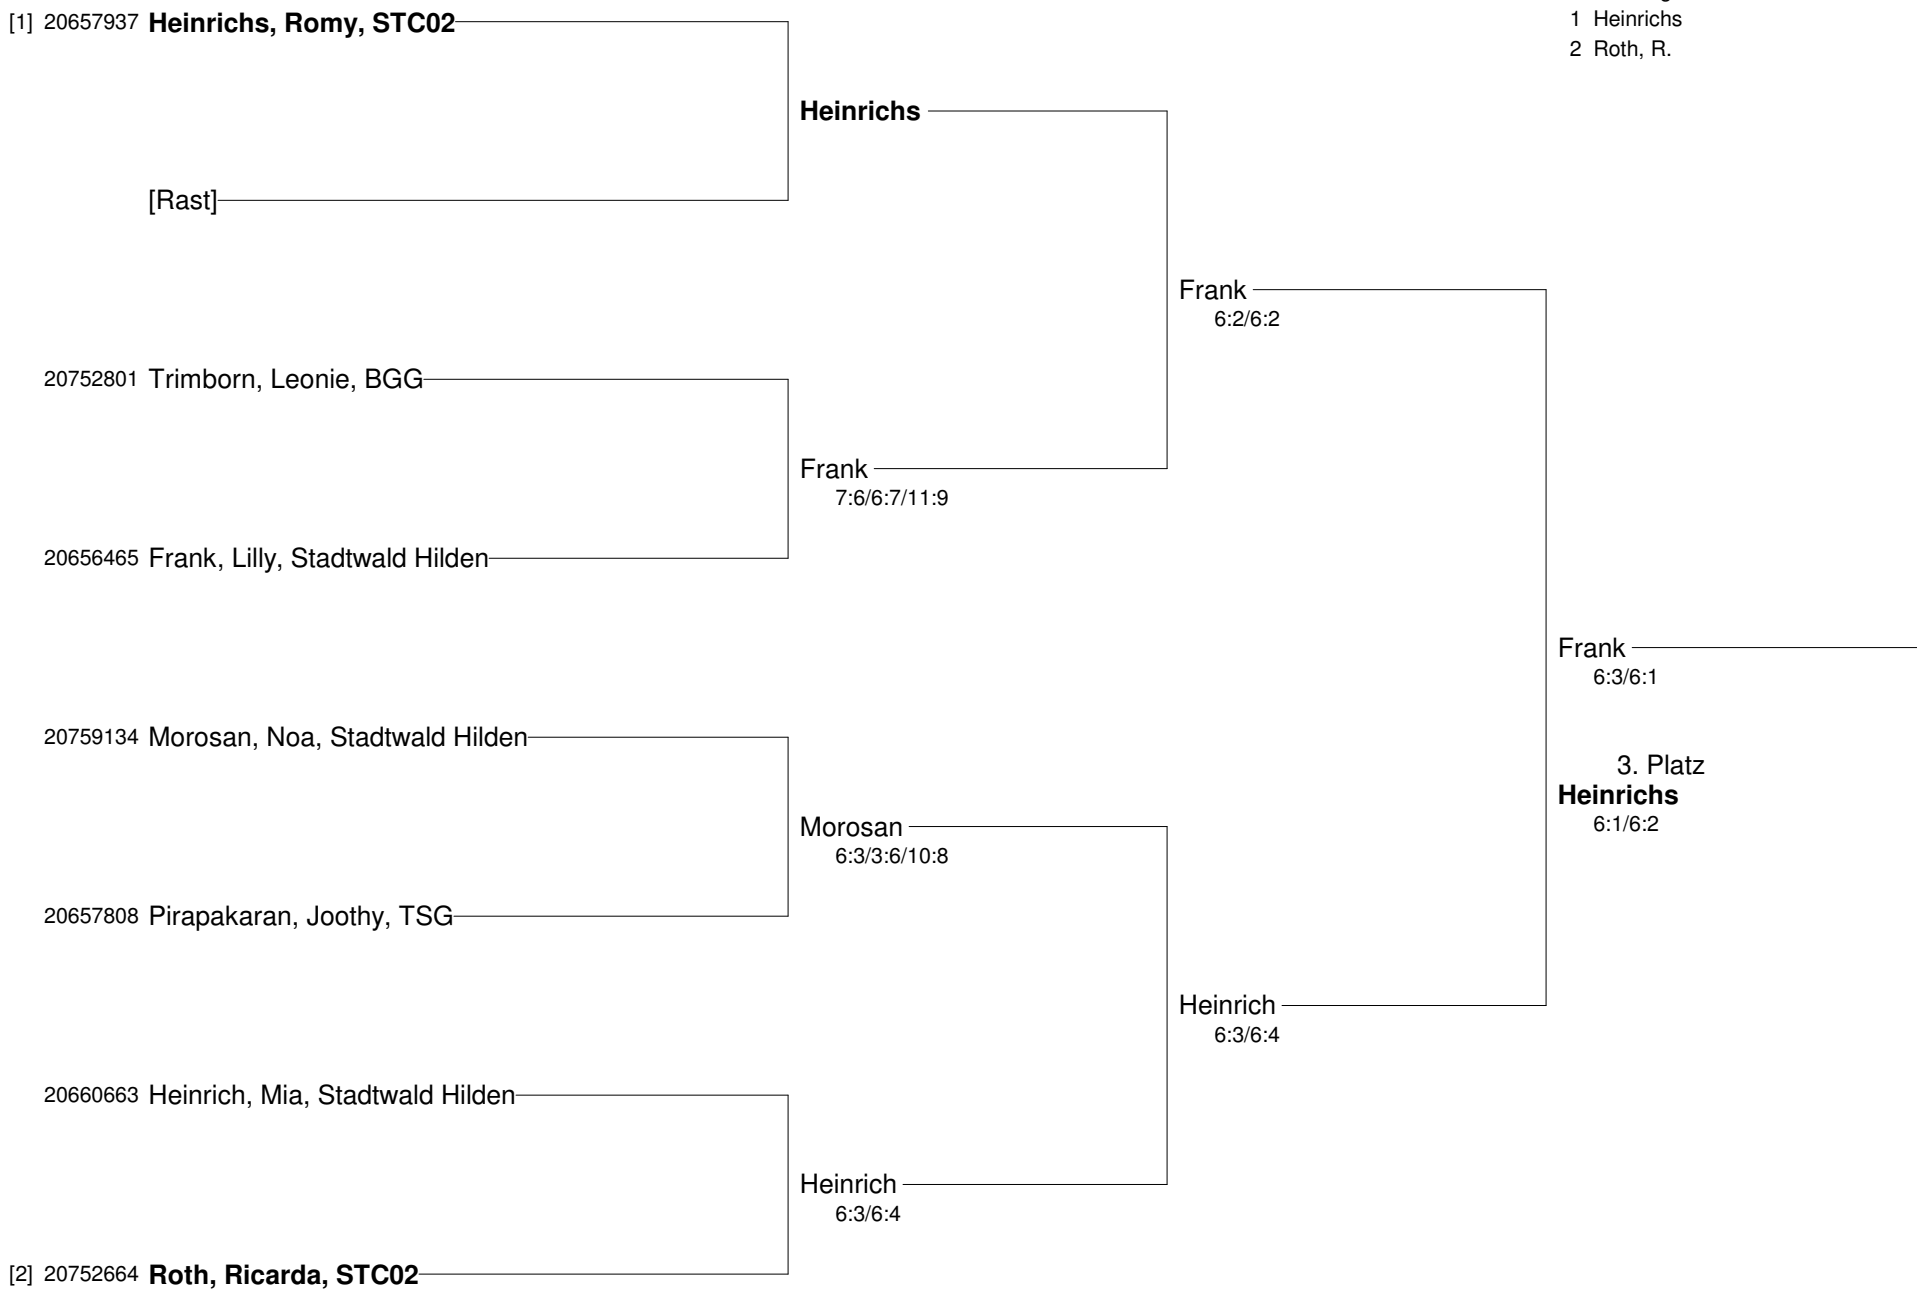 [1] 20657937 Heinrichs, Romy, STC02
1 Heinrichs
2 Roth, R.
Heinrichs
[Rast]
Frank
6:2/6:2
20752801 Trimborn, Leonie, BGG
Frank
7:6/6:7/11:9
20656465 Frank, Lilly, Stadtwald Hilden
Frank
6:3/6:1
20759134 Morosan, Noa, Stadtwald Hilden
3. Platz
Heinrichs
6:1/6:2
Morosan
6:3/3:6/10:8
20657808 Pirapakaran, Joothy, TSG
Heinrich
6:3/6:4
20660663 Heinrich, Mia, Stadtwald Hilden
Heinrich
6:3/6:4
[2] 20752664 Roth, Ricarda, STC02